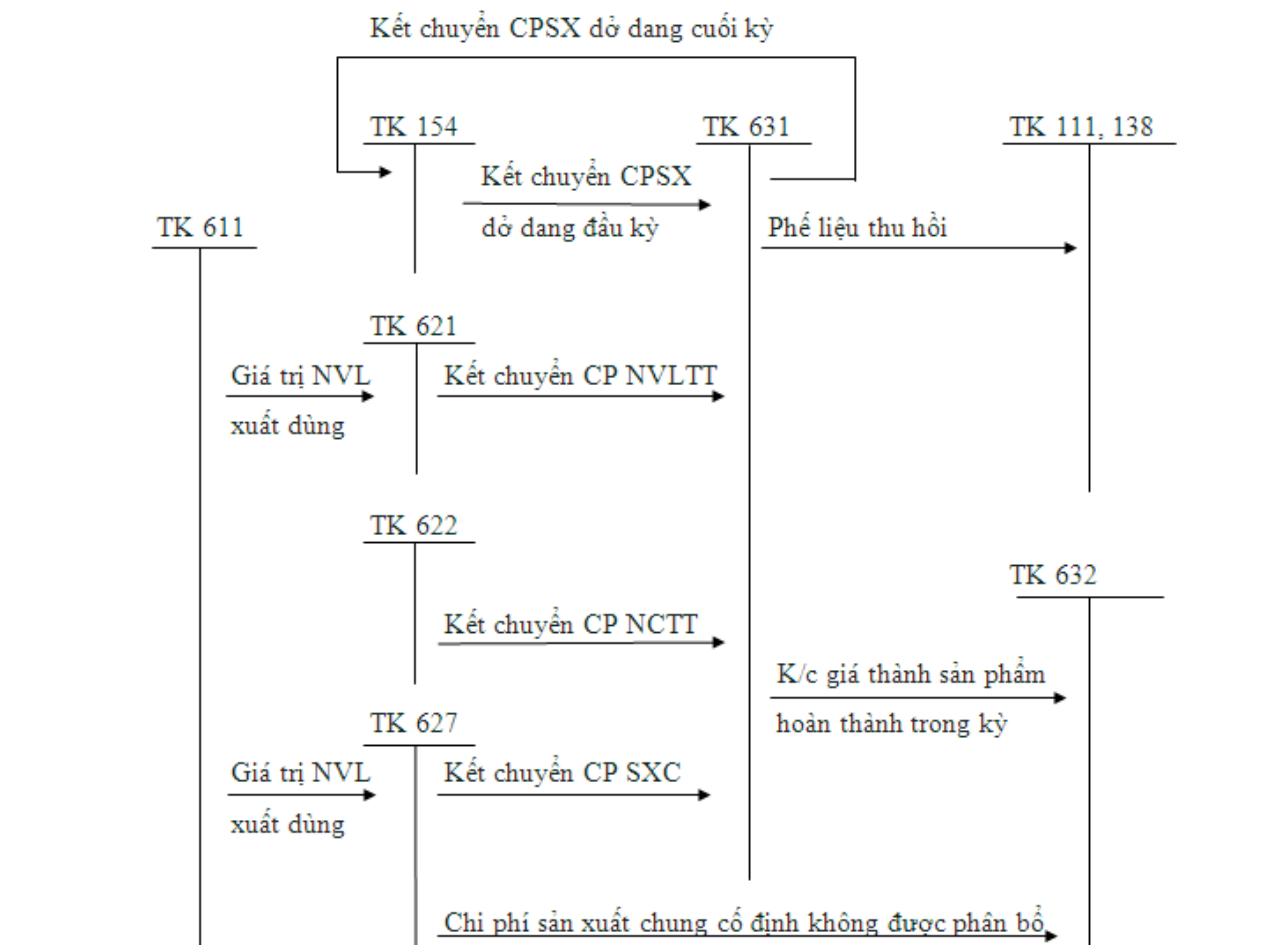 Kết chuyển CPSX dở dang cuối kỳ
TK 154
TK 631
TK 111, 138
Kết chuyển CPSX
dở dang đầu kỳ
TK 611
Phế liệu thu hồi
TK 621
Giá trị NVL
xuất dùng
Kết chuyển CP NVLTT
TK 622
TK 632
Kết chuyển CP NCTT
K/c giá thành sản phẩm
hoàn thành trong kỳ
TK 627
Giá trị NVL
xuất dùng
Kết chuyển CP SXC
Chi phí sản xuất chung cố định không được phân bổ